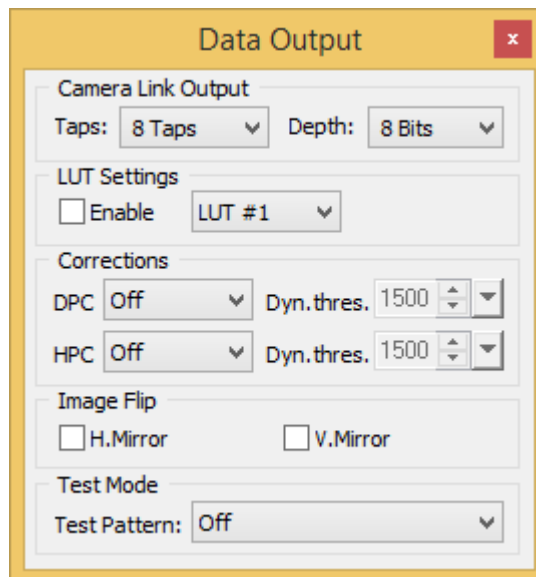 Data Output
x
Camera Link Output
Taps: 8 Taps Depth: 8 Bits
LUT Settings
Enable LUT #1
Corrections
DPC Off Dyn.thres. 1500
HPC Off Dyn.thres. 1500
Image Flip
H.Mirror V.Mirror
Test Mode
Test Pattern: Off